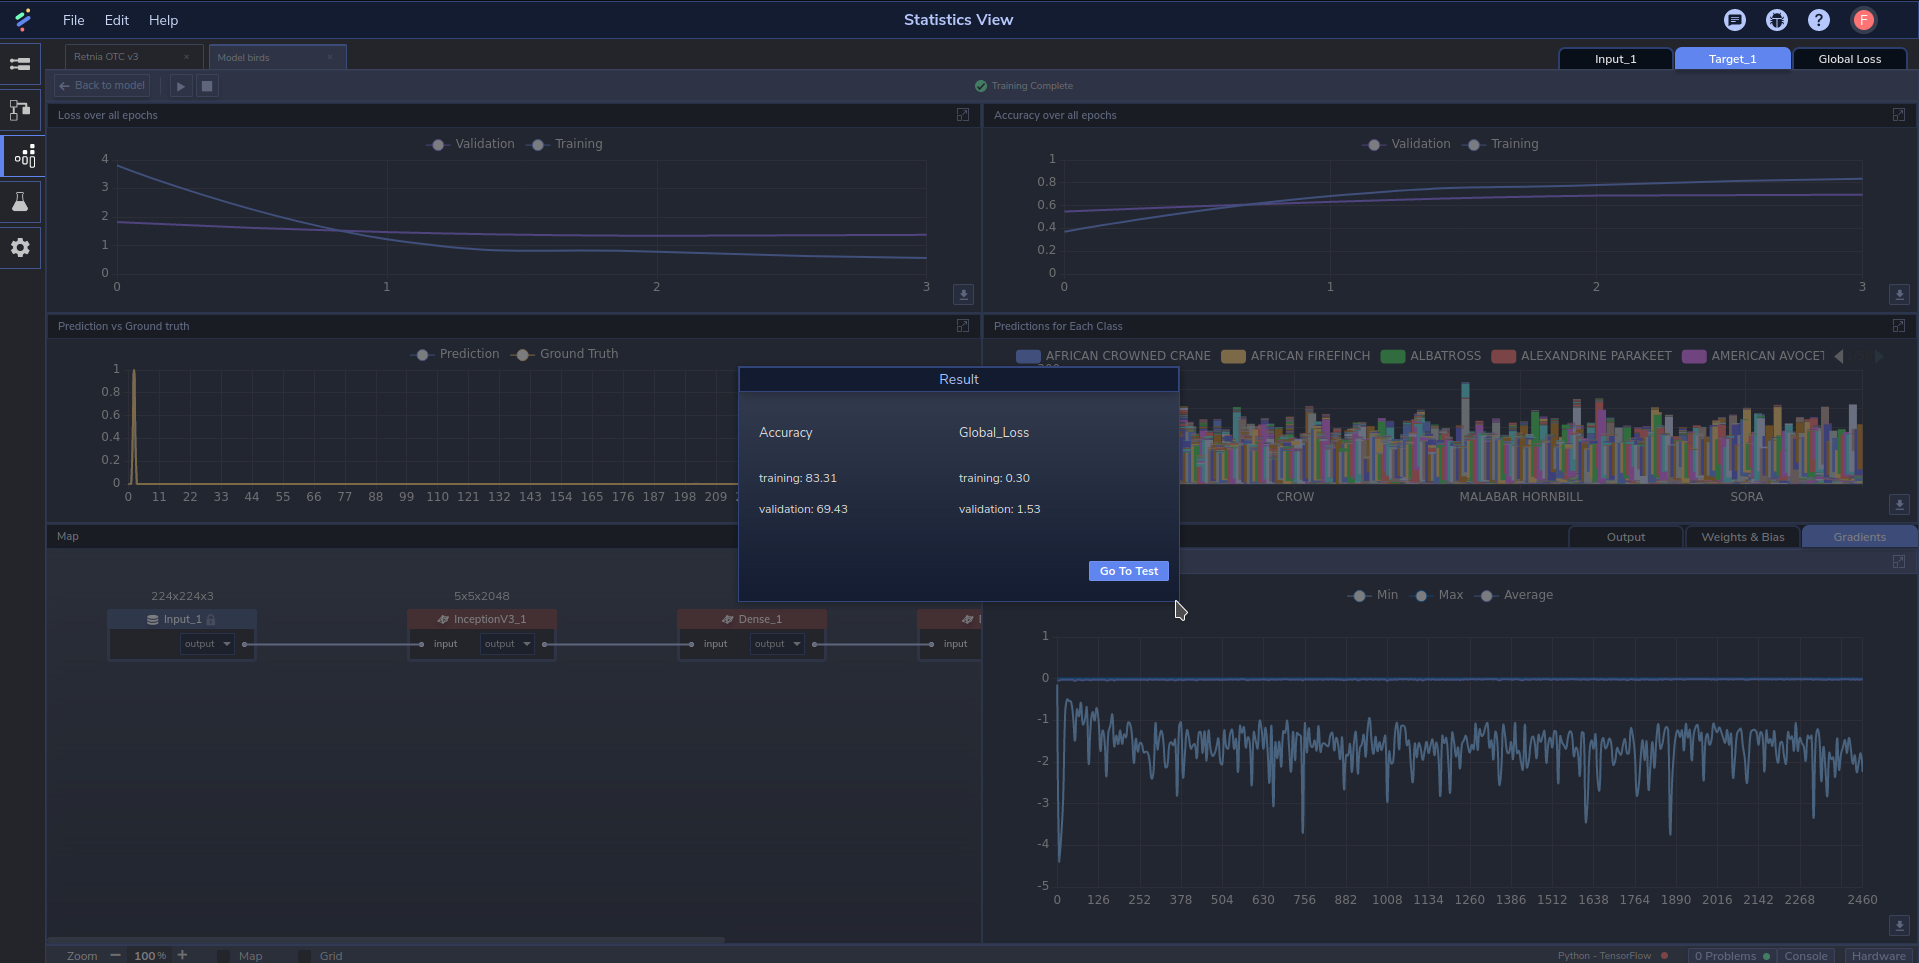 File Edit Help
Statistics View
F
Retnia OTC v3 ×
Model birds ×
Input_1 Target_1 Global Loss
Back to model
Training Complete
Loss over all epochs
Validation Training
4
3
2
1
0
0 1 2 3
Accuracy over all epochs
Validation Training
1
0.8
0.6
0.4
0.2
0
0 1 2 3
Prediction vs Ground truth
Prediction Ground Truth
1
0.8
0.6
0.4
0.2
0
0 11 22 33 44 55 66 77 88 99 110 121 132 143 154 165 176 187 198 209
Predictions for Each Class
AFRICAN CROWNED CRANE AFRICAN FIREFINCH ALBATROSS ALEXANDRINE PARAKEET AMERICAN AVOCET
CROW MALABAR HORNBILL SORA
Result
Accuracy Global_Loss
training: 83.31 training: 0.30
validation: 69.43 validation: 1.53
Go To Test
Map
224x224x3
Input_1
output
5x5x2048
InceptionV3_1
input output
Dense_1
input output
input
Output Weights & Bias Gradients
Min Max Average
1
0
-1
-2
-3
-4
-5
0 126 252 378 504 630 756 882 1008 1134 1260 1386 1512 1638 1764 1890 2016 2142 2268 2460
Zoom − 100% + Map Grid
Python - TensorFlow 0 Problems Console Hardware